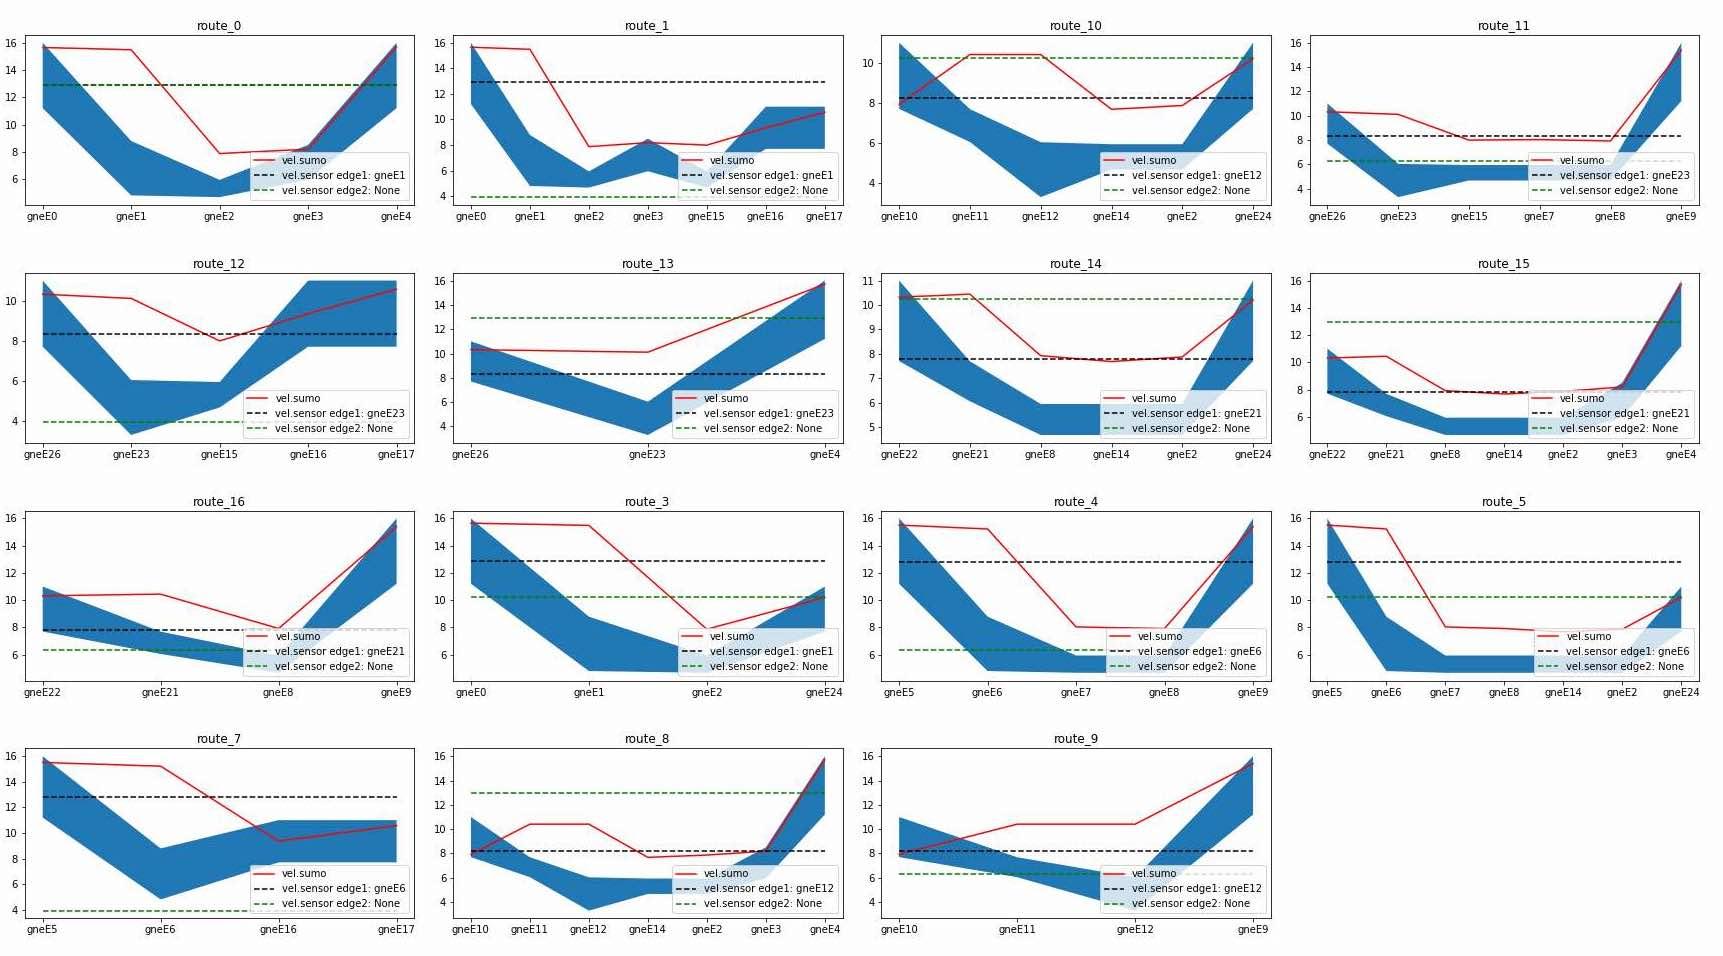 route_0
16
14
12
10
8
6
vel.sumo
vel.sensor edge1: gneE1
vel.sensor edge2: None
gneE0 gneE1 gneE2 gneE3 gneE4
route_1
16
14
12
10
8
6
4
vel.sumo
vel.sensor edge1: gneE1
vel.sensor edge2: None
gneE0 gneE1 gneE2 gneE3 gneE15 gneE16 gneE17
route_10
10
8
6
4
vel.sumo
vel.sensor edge1: gneE12
vel.sensor edge2: None
gneE10 gneE11 gneE12 gneE14 gneE2 gneE24
route_11
16
14
12
10
8
6
4
vel.sumo
vel.sensor edge1: gneE23
vel.sensor edge2: None
gneE26 gneE23 gneE15 gneE7 gneE8 gneE9
route_12
10
8
6
4
vel.sumo
vel.sensor edge1: gneE23
vel.sensor edge2: None
gneE26 gneE23 gneE15 gneE16 gneE17
route_13
16
14
12
10
8
6
4
vel.sumo
vel.sensor edge1: gneE23
vel.sensor edge2: None
gneE26 gneE23 gneE4
route_14
11
10
9
8
7
6
5
vel.sumo
vel.sensor edge1: gneE21
vel.sensor edge2: None
gneE22 gneE21 gneE8 gneE14 gneE2 gneE24
route_15
16
14
12
10
8
6
vel.sumo
vel.sensor edge1: gneE21
vel.sensor edge2: None
gneE22 gneE21 gneE8 gneE14 gneE2 gneE3 gneE4
route_16
16
14
12
10
8
6
vel.sumo
vel.sensor edge1: gneE21
vel.sensor edge2: None
gneE22 gneE21 gneE8 gneE9
route_3
16
14
12
10
8
6
vel.sumo
vel.sensor edge1: gneE1
vel.sensor edge2: None
gneE0 gneE1 gneE2 gneE24
route_4
16
14
12
10
8
6
vel.sumo
vel.sensor edge1: gneE6
vel.sensor edge2: None
gneE5 gneE6 gneE7 gneE8 gneE9
route_5
16
14
12
10
8
6
vel.sumo
vel.sensor edge1: gneE6
vel.sensor edge2: None
gneE5 gneE6 gneE7 gneE8 gneE14 gneE2 gneE24
route_7
16
14
12
10
8
6
4
vel.sumo
vel.sensor edge1: gneE6
vel.sensor edge2: None
gneE5 gneE6 gneE16 gneE17
route_8
16
14
12
10
8
6
4
vel.sumo
vel.sensor edge1: gneE12
vel.sensor edge2: None
gneE10 gneE11 gneE12 gneE14 gneE2 gneE3 gneE4
route_9
16
14
12
10
8
6
4
vel.sumo
vel.sensor edge1: gneE12
vel.sensor edge2: None
gneE10 gneE11 gneE12 gneE9